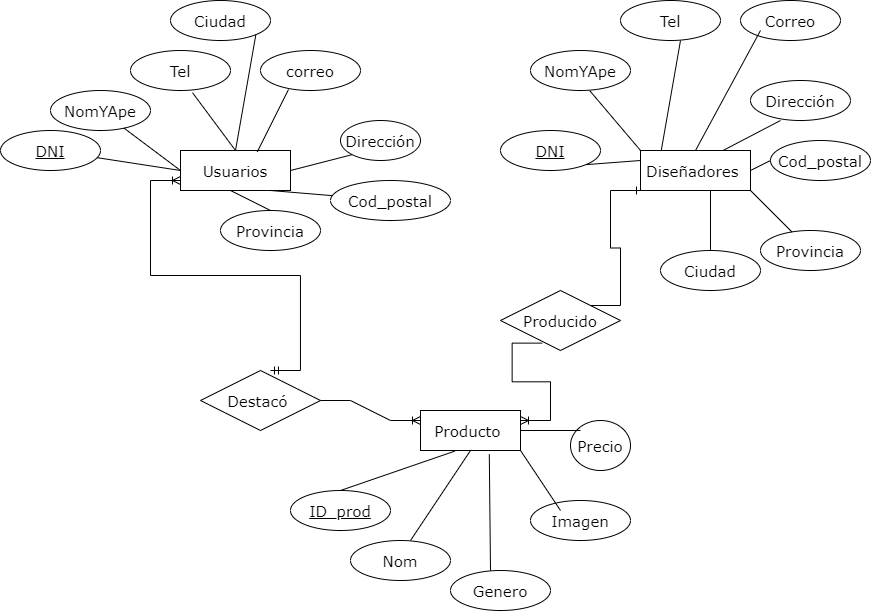 Ciudad
Tel
Correo
Tel
correo
NomYApe
NomYApe
Dirección
DNI
Dirección
DNI
Cod_postal
Usuarios
Diseñadores
Cod_postal
Provincia
Provincia
Ciudad
Producido
Destacó
Producto
Precio
ID_prod
Imagen
Nom
Genero